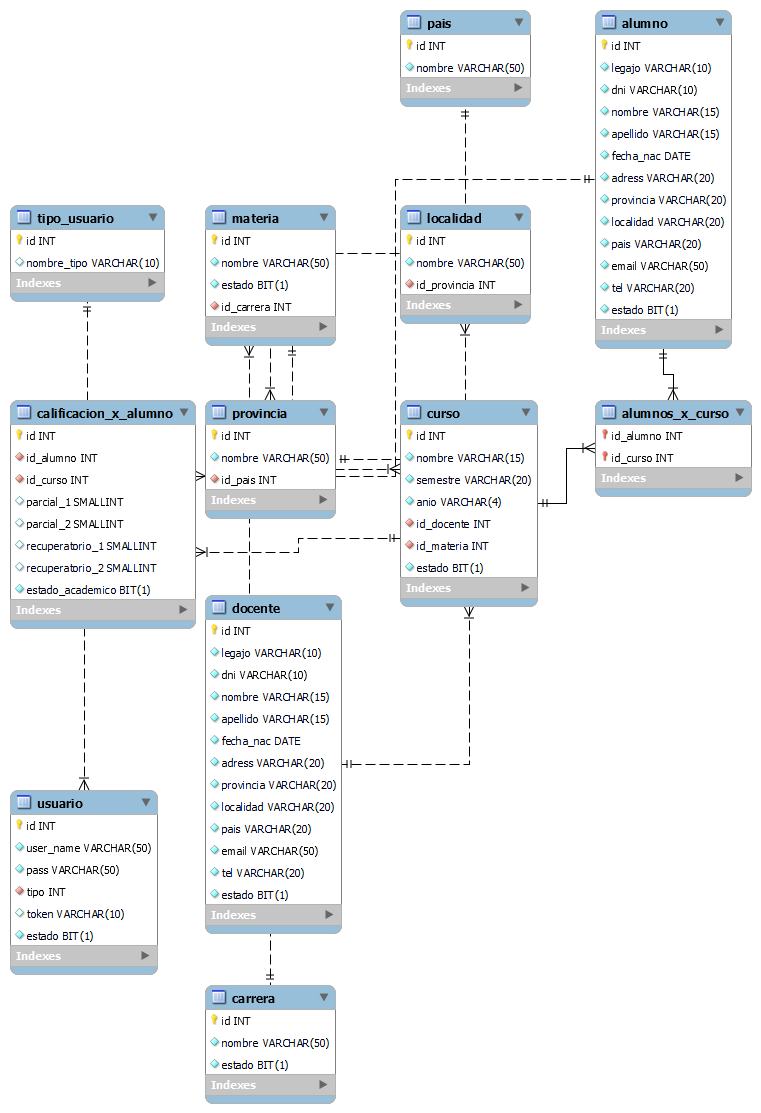 pais
id INT
nombre VARCHAR(50)
Indexes
alumno
id INT
legajo VARCHAR(10)
dni VARCHAR(10)
nombre VARCHAR(15)
apellido VARCHAR(15)
fecha_nac DATE
adress VARCHAR(20)
provincia VARCHAR(20)
localidad VARCHAR(20)
pais VARCHAR(20)
email VARCHAR(50)
tel VARCHAR(20)
estado BIT(1)
Indexes
tipo_usuario
id INT
nombre_tipo VARCHAR(10)
Indexes
materia
id INT
nombre VARCHAR(50)
estado BIT(1)
id_carrera INT
Indexes
localidad
id INT
nombre VARCHAR(50)
id_provincia INT
Indexes
calificacion_x_alumno
id INT
id_alumno INT
id_curso INT
parcial_1 SMALLINT
parcial_2 SMALLINT
recuperatorio_1 SMALLINT
recuperatorio_2 SMALLINT
estado_academico BIT(1)
Indexes
provincia
id INT
nombre VARCHAR(50)
id_pais INT
Indexes
curso
id INT
nombre VARCHAR(15)
semestre VARCHAR(20)
anio VARCHAR(4)
id_docente INT
id_materia INT
estado BIT(1)
Indexes
alumnos_x_curso
id_alumno INT
id_curso INT
Indexes
docente
id INT
legajo VARCHAR(10)
dni VARCHAR(10)
nombre VARCHAR(15)
apellido VARCHAR(15)
fecha_nac DATE
adress VARCHAR(20)
provincia VARCHAR(20)
localidad VARCHAR(20)
pais VARCHAR(20)
email VARCHAR(50)
tel VARCHAR(20)
estado BIT(1)
Indexes
usuario
id INT
user_name VARCHAR(50)
pass VARCHAR(50)
tipo INT
token VARCHAR(10)
estado BIT(1)
Indexes
carrera
id INT
nombre VARCHAR(50)
estado BIT(1)
Indexes